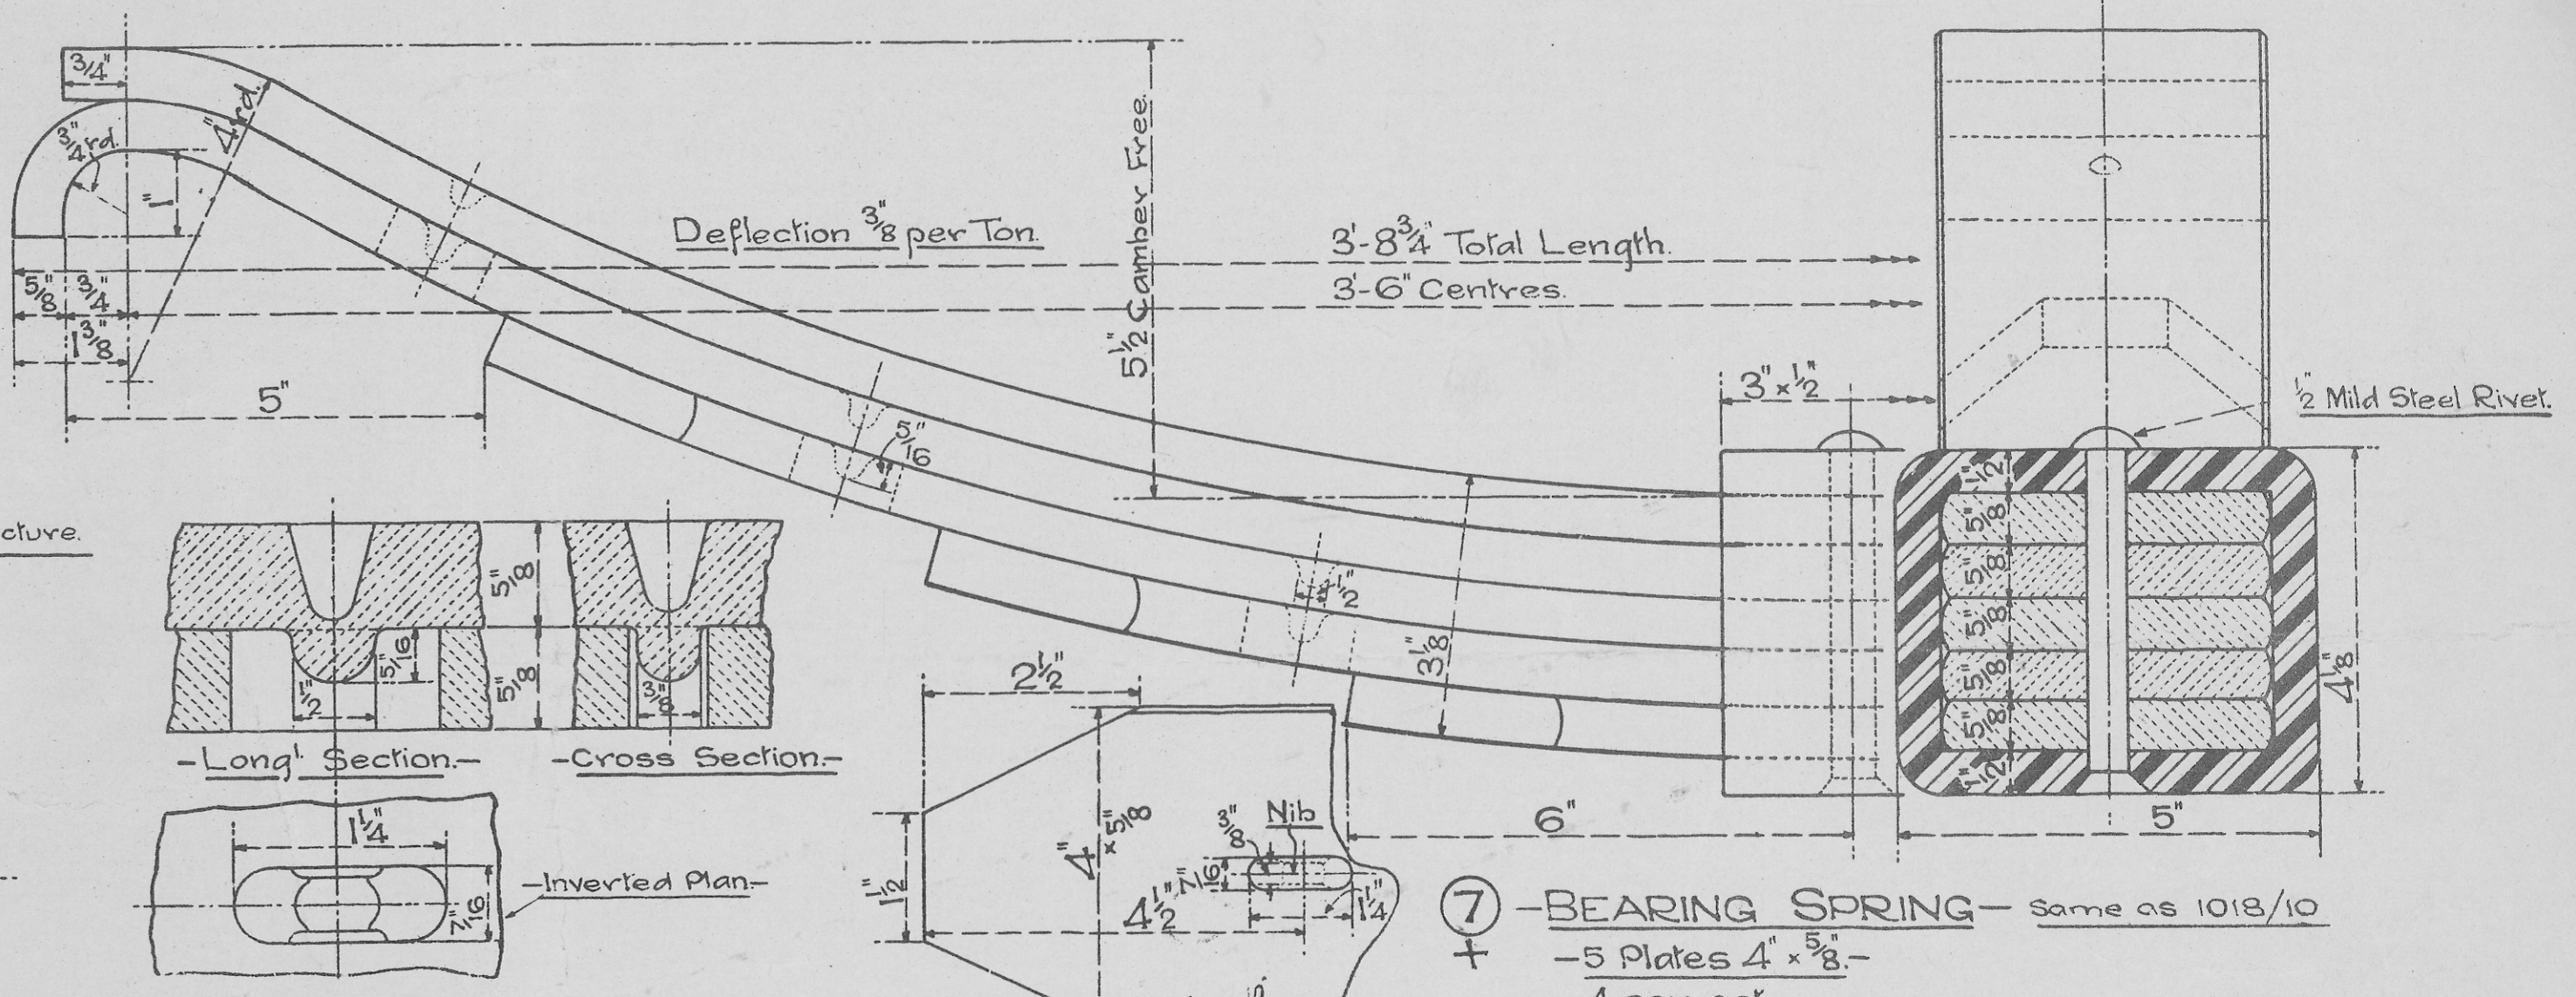 3/4"
3/4" rd.
4" rd.
1"
Deflection 3/8" per Ton.
5 1/2" Camber Free.
3'-8 3/4" Total Length.
3'-6" Centres.
5/8"
3/4"
1 3/8"
5"
3" x 1/2"
1/2" Mild Steel Rivet.
5/16"
1/2"
3 1/8"
1/2"
5/8"
5/8"
5/8"
5/8"
5/8"
1/2"
4 1/8"
cture.
5/8"
5/8"
5/16"
1/2"
3/8"
-Longl. Section.-
-Cross Section.-
2 1/2"
6"
5"
1 1/4"
7/16"
-Inverted Plan-
1 1/2"
4" x 5/8"
3/8"
Nib
7/16"
4 1/2"
1 1/4"
7 -BEARING SPRING- same as 1018/10
+ -5 Plates 4" x 5/8".-